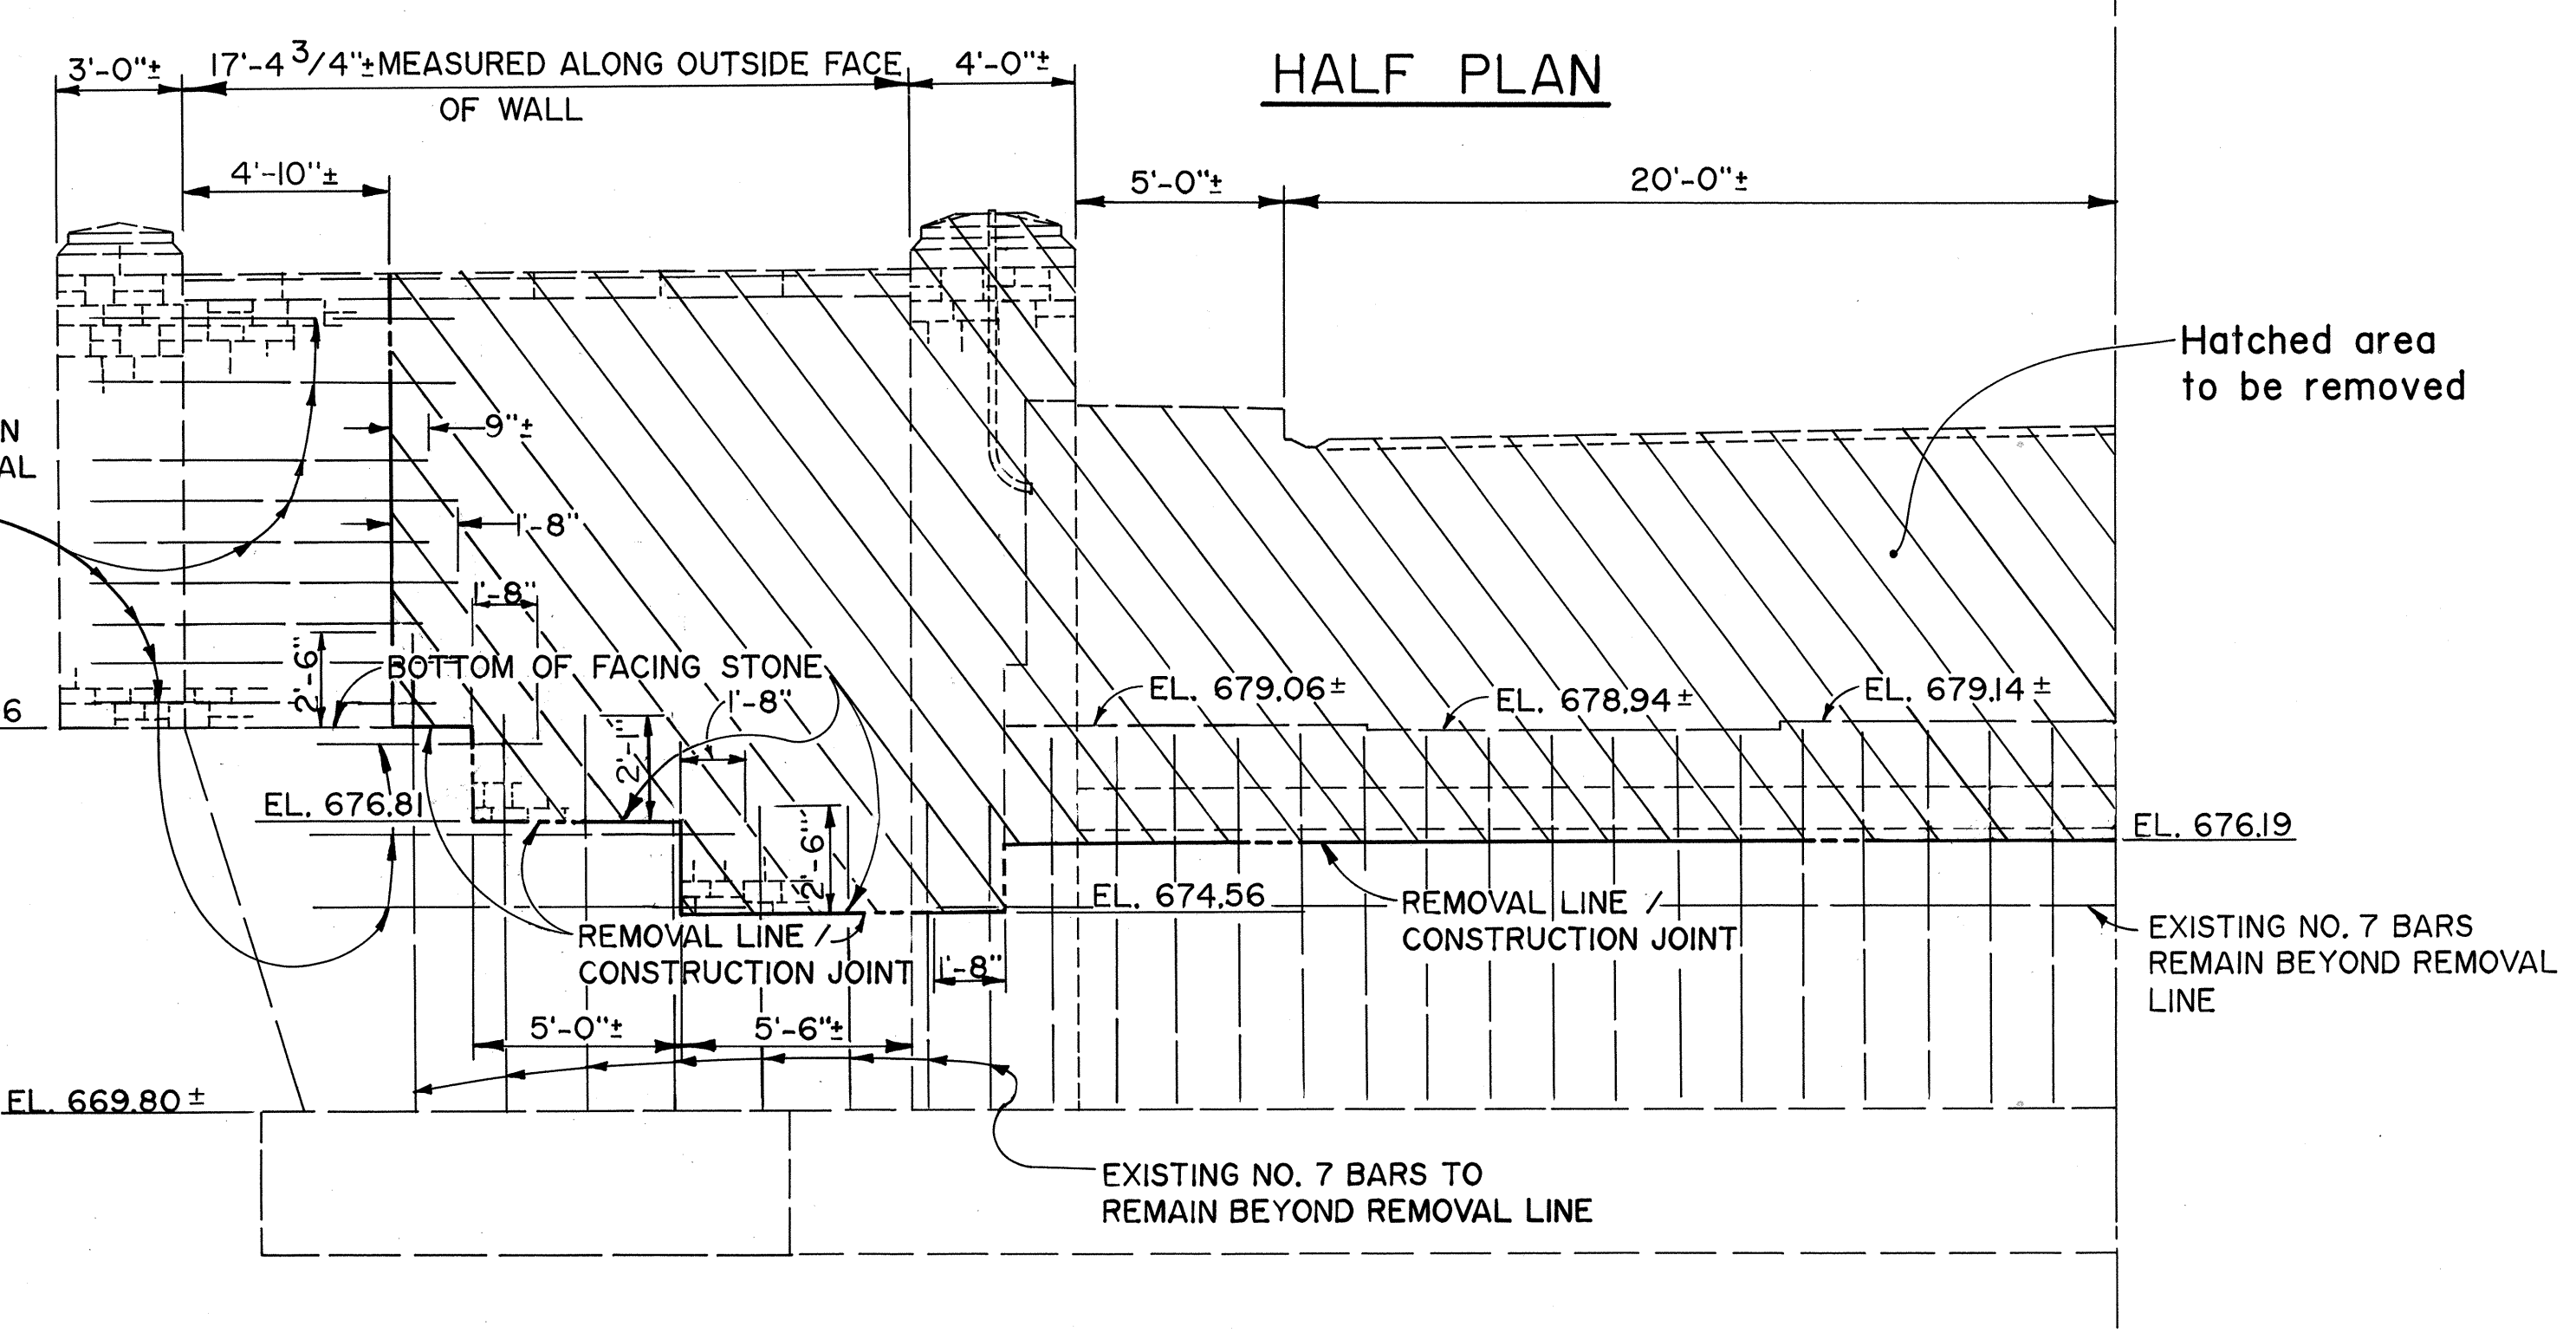 3'-0"±
17'-4 3/4"± MEASURED ALONG OUTSIDE FACE
OF WALL
4'-0"±
HALF PLAN
4'-10"±
5'-0"±
20'-0"±
Hatched area
to be removed
N
AL
9"±
1'-8"
1'-8"
2'-6"
BOTTOM OF FACING STONE
1'-8"
EL. 679.06±
EL. 678.94±
EL. 679.14±
6
EL. 676.81
2'-6"
EL. 676.19
EL. 674.56
REMOVAL LINE /
CONSTRUCTION JOINT
REMOVAL LINE /
CONSTRUCTION JOINT
1'-8"
EXISTING NO. 7 BARS
REMAIN BEYOND REMOVAL
LINE
5'-0"±
5'-6"±
EL. 669.80±
EXISTING NO. 7 BARS TO
REMAIN BEYOND REMOVAL LINE